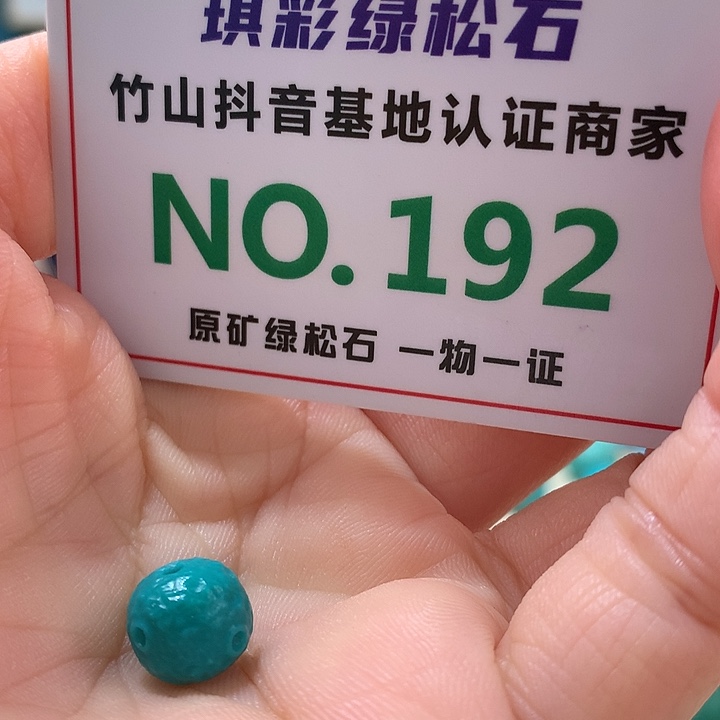 琪彩绿松石
竹山抖音基地认证商家
NO.192
原矿绿松石 一物一证